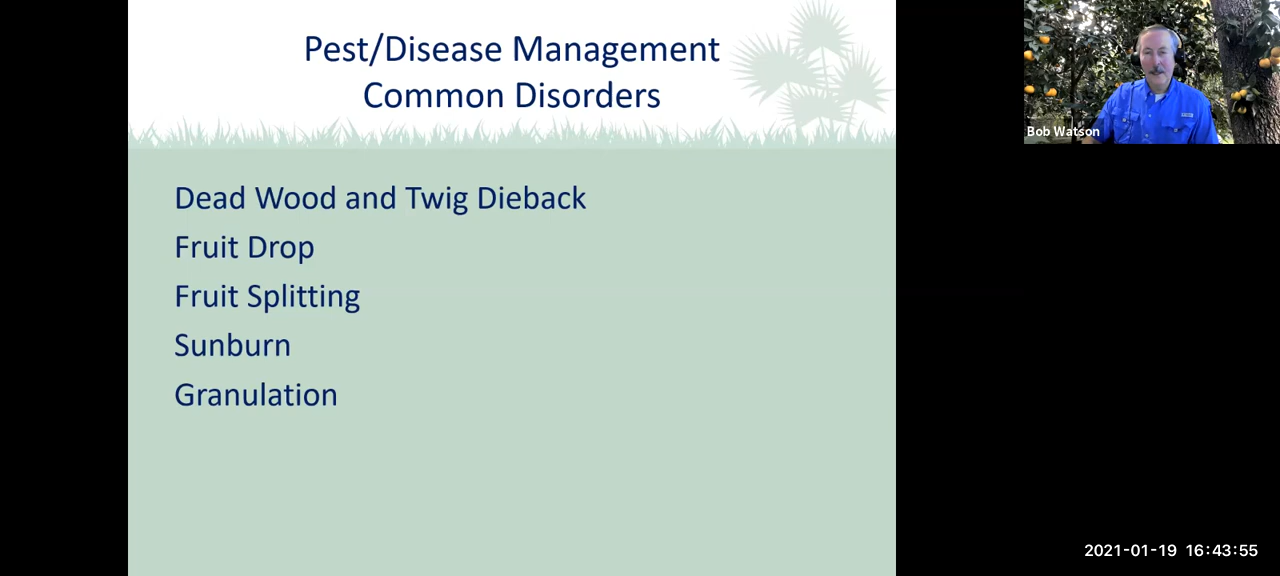 Pest/Disease Management
Common Disorders
Bob Watson
Dead Wood and Twig Dieback
Fruit Drop
Fruit Splitting
Sunburn
Granulation
2021-01-19 16:43:55